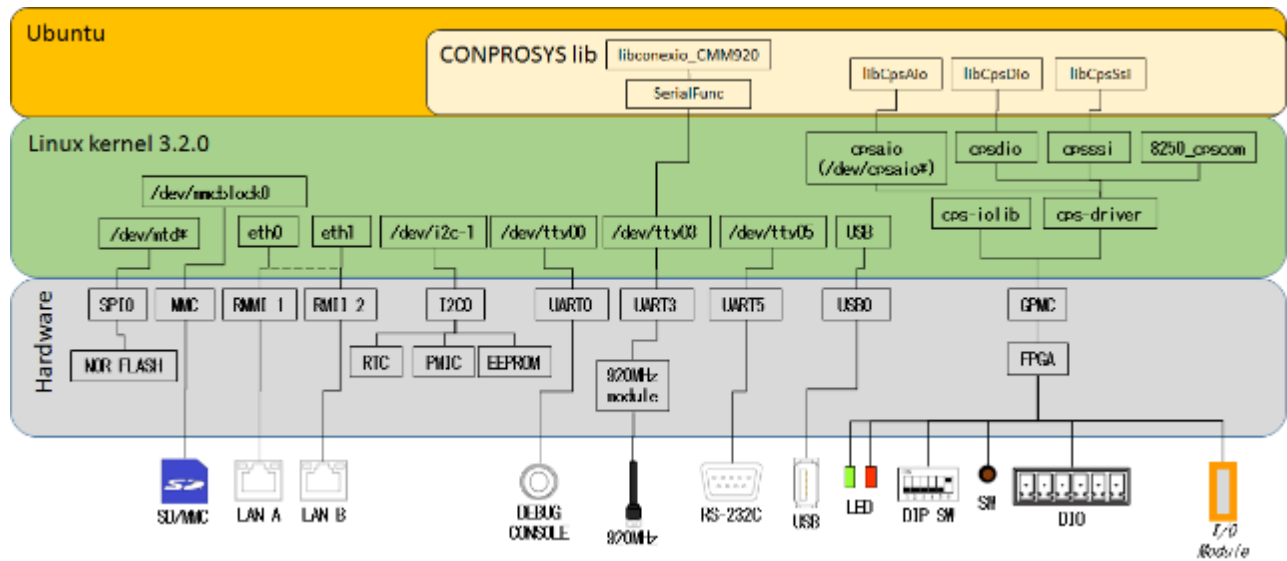 Ubuntu
CONPROSYS lib
libconexio_CMM920
SerialFunc
libCpsAio
libCpsDio
libCpsSsi
Linux kernel 3.2.0
cpsaio
(/dev/cpsaio*)
cpsdio
cpsssi
8250_cpscom
/dev/mmcblock0
cps-iolib
cps-driver
/dev/mtd*
eth0
eth1
/dev/i2c-1
/dev/ttyO0
/dev/ttyO3
/dev/ttyO5
USB
Hardware
SPI0
MMC
RMMI 1
RMII 2
I2C0
UART0
UART3
UART5
USB0
GPMC
NOR FLASH
RTC
PMIC
EEPROM
920MHz
module
FPGA
SD/MMC
LAN A
LAN B
DEBUG
CONSOLE
920MHz
RS-232C
USB
LED
DIP SW
SW
DIO
I/O
Module